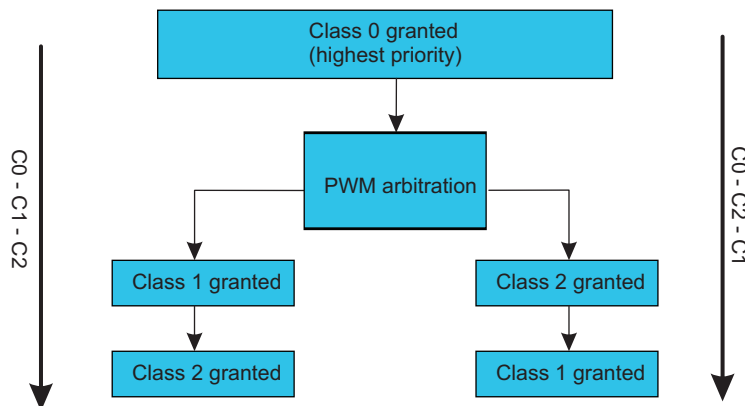 Class 0 granted
(highest priority)
PWM arbitration
C0 - C1 - C2
C0 - C2 - C1
Class 1 granted
Class 2 granted
Class 2 granted
Class 1 granted